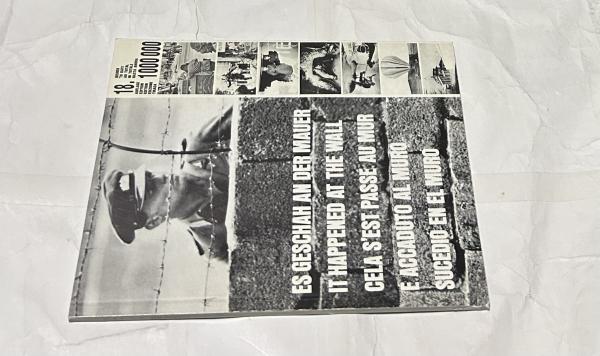 18.
1000000
ES GESCHAH AN DER MAUER
IT HAPPENED AT THE WALL
CELA S'EST PASSÉ AU MUR
E ACCADUTO AL MURO
SUCEDIO EN EL MURO